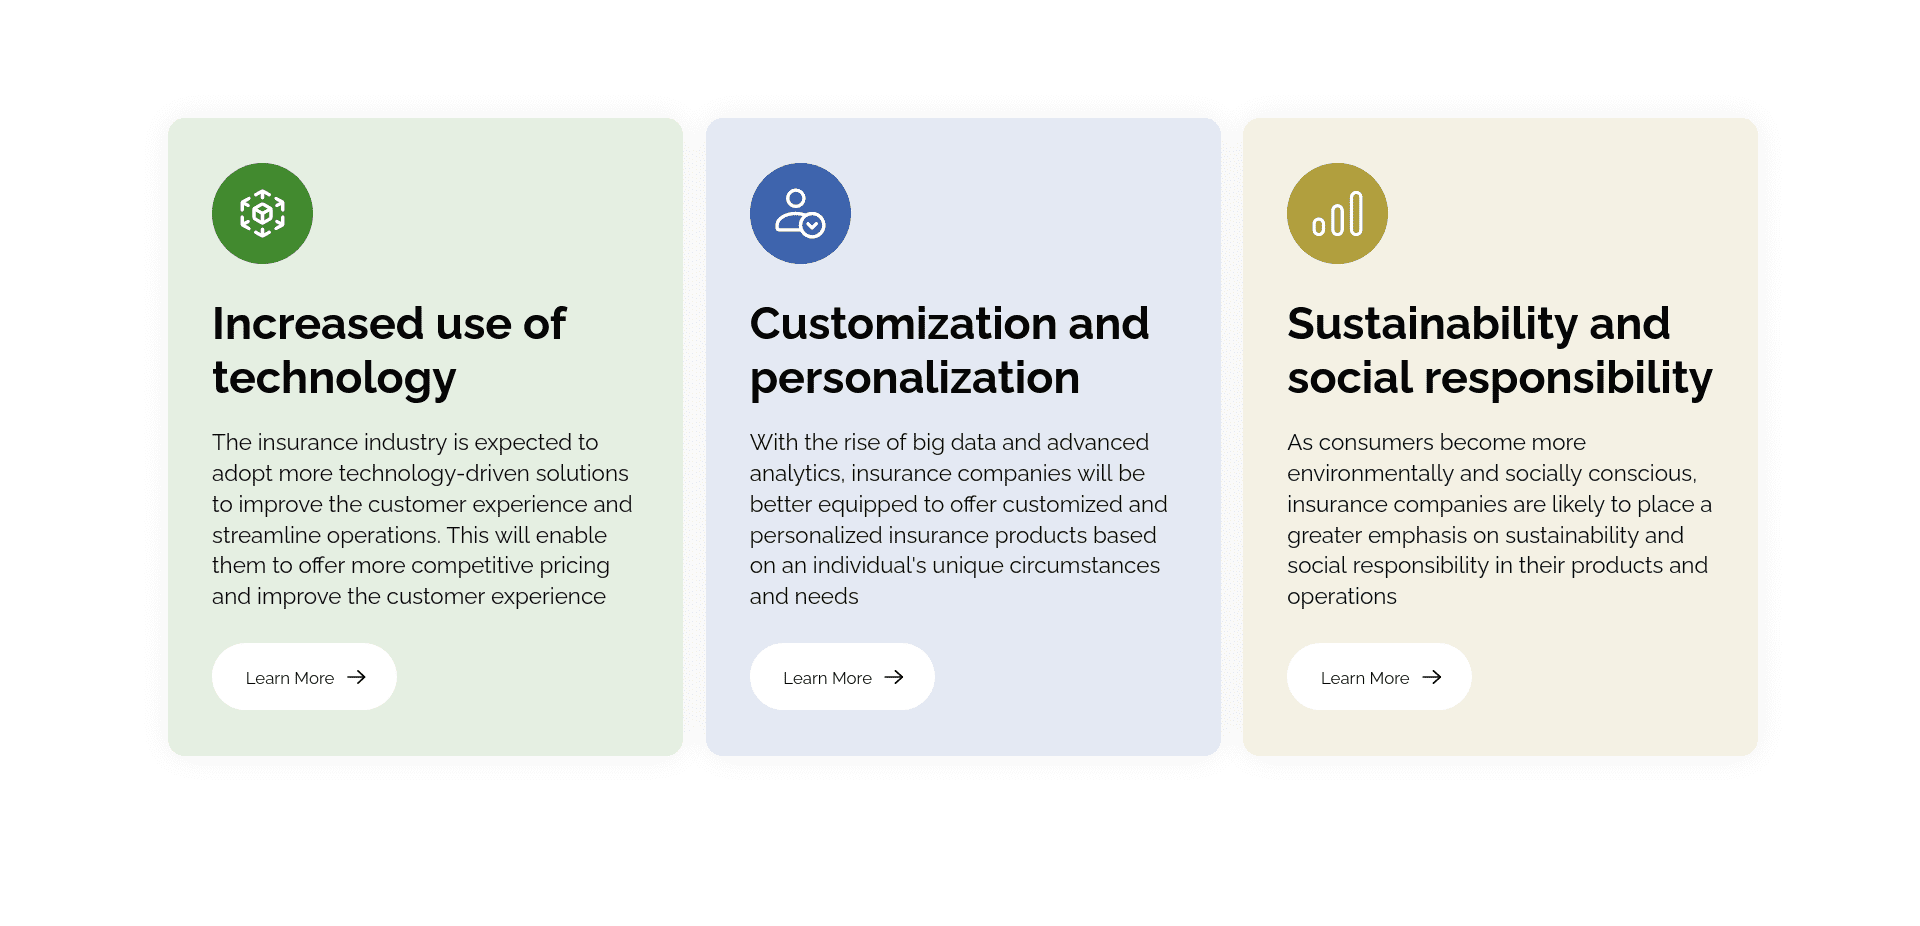 Increased use of
technology
The insurance industry is expected to
adopt more technology-driven solutions
to improve the customer experience and
streamline operations. This will enable
them to offer more competitive pricing
and improve the customer experience
Learn More
Customization and
personalization
With the rise of big data and advanced
analytics, insurance companies will be
better equipped to offer customized and
personalized insurance products based
on an individual's unique circumstances
and needs
Learn More
Sustainability and
social responsibility
As consumers become more
environmentally and socially conscious,
insurance companies are likely to place a
greater emphasis on sustainability and
social responsibility in their products and
operations
Learn More